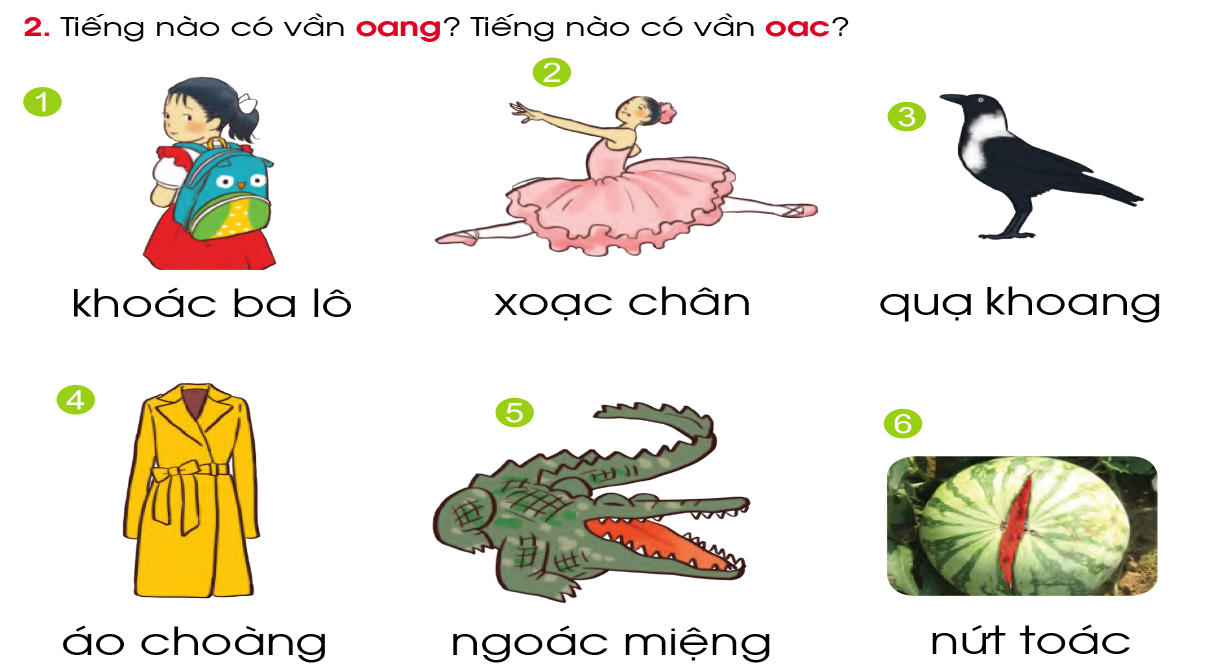 2. Tiếng nào có vần oang? Tiếng nào có vần oac?
1
2
3
khoác ba lô
xoạc chân
quạ khoang
4
5
6
áo choàng
ngoác miệng
nứt toác